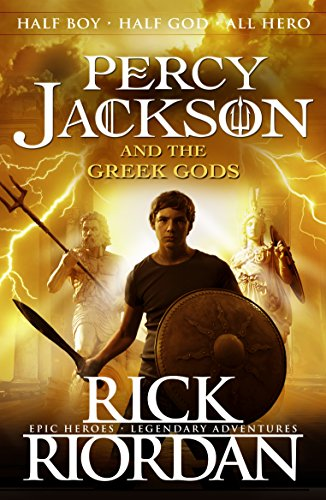 HALF BOY · HALF GOD · ALL HERO
PERCY
JACKSON
AND THE
GREEK GODS
RICK
EPIC HEROES · LEGENDARY ADVENTURES
RIORDAN